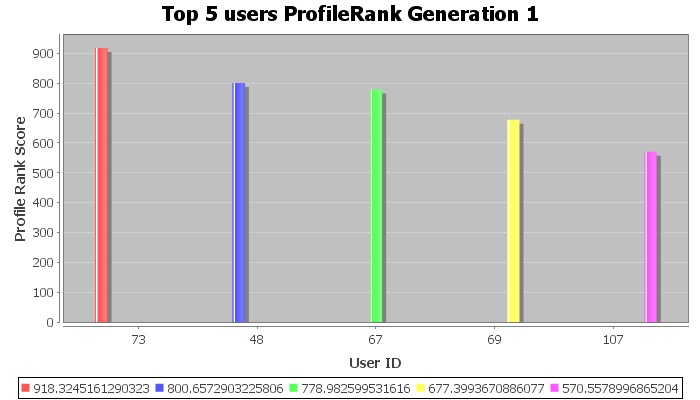 Top 5 users ProfileRank Generation 1
Profile Rank Score
900
800
700
600
500
400
300
200
100
0
73 48 67 69 107
User ID
918.3245161290323 800.6572903225806 778.982599531616 677.3993670886077 570.5578996865204